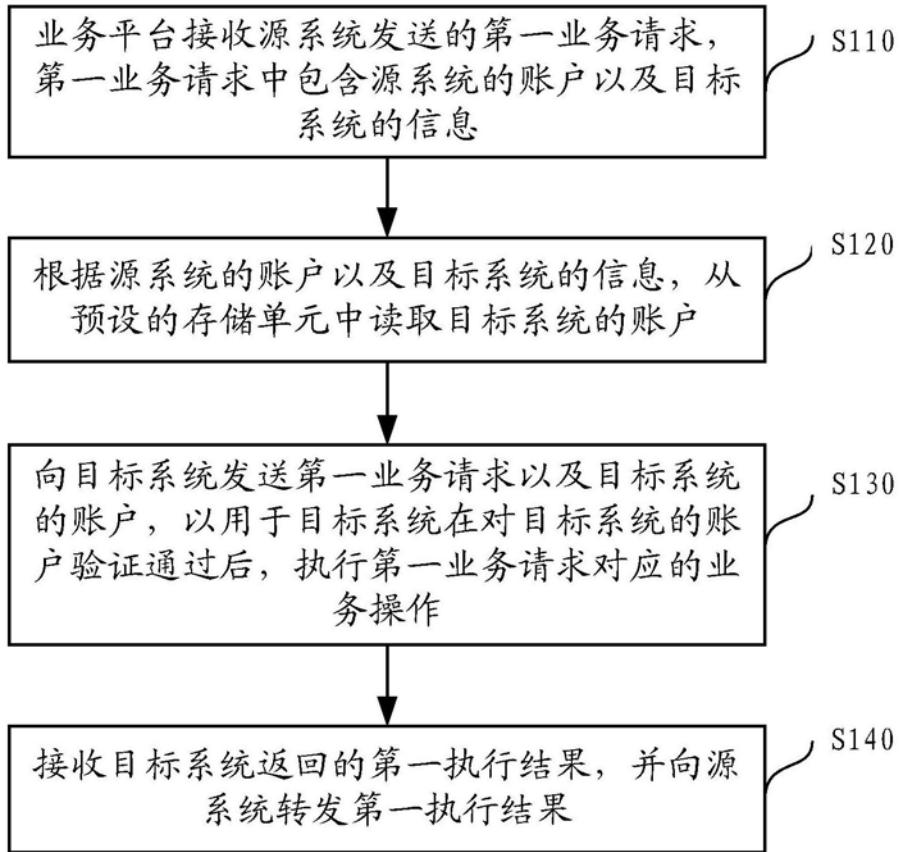 业务平台接收源系统发送的第一业务请求，
第一业务请求中包含源系统的账户以及目标
系统的信息
S110
根据源系统的账户以及目标系统的信息，从
预设的存储单元中读取目标系统的账户
S120
向目标系统发送第一业务请求以及目标系统
的账户，以用于目标系统在对目标系统的账
户验证通过后，执行第一业务请求对应的业
务操作
S130
接收目标系统返回的第一执行结果，并向源
系统转发第一执行结果
S140